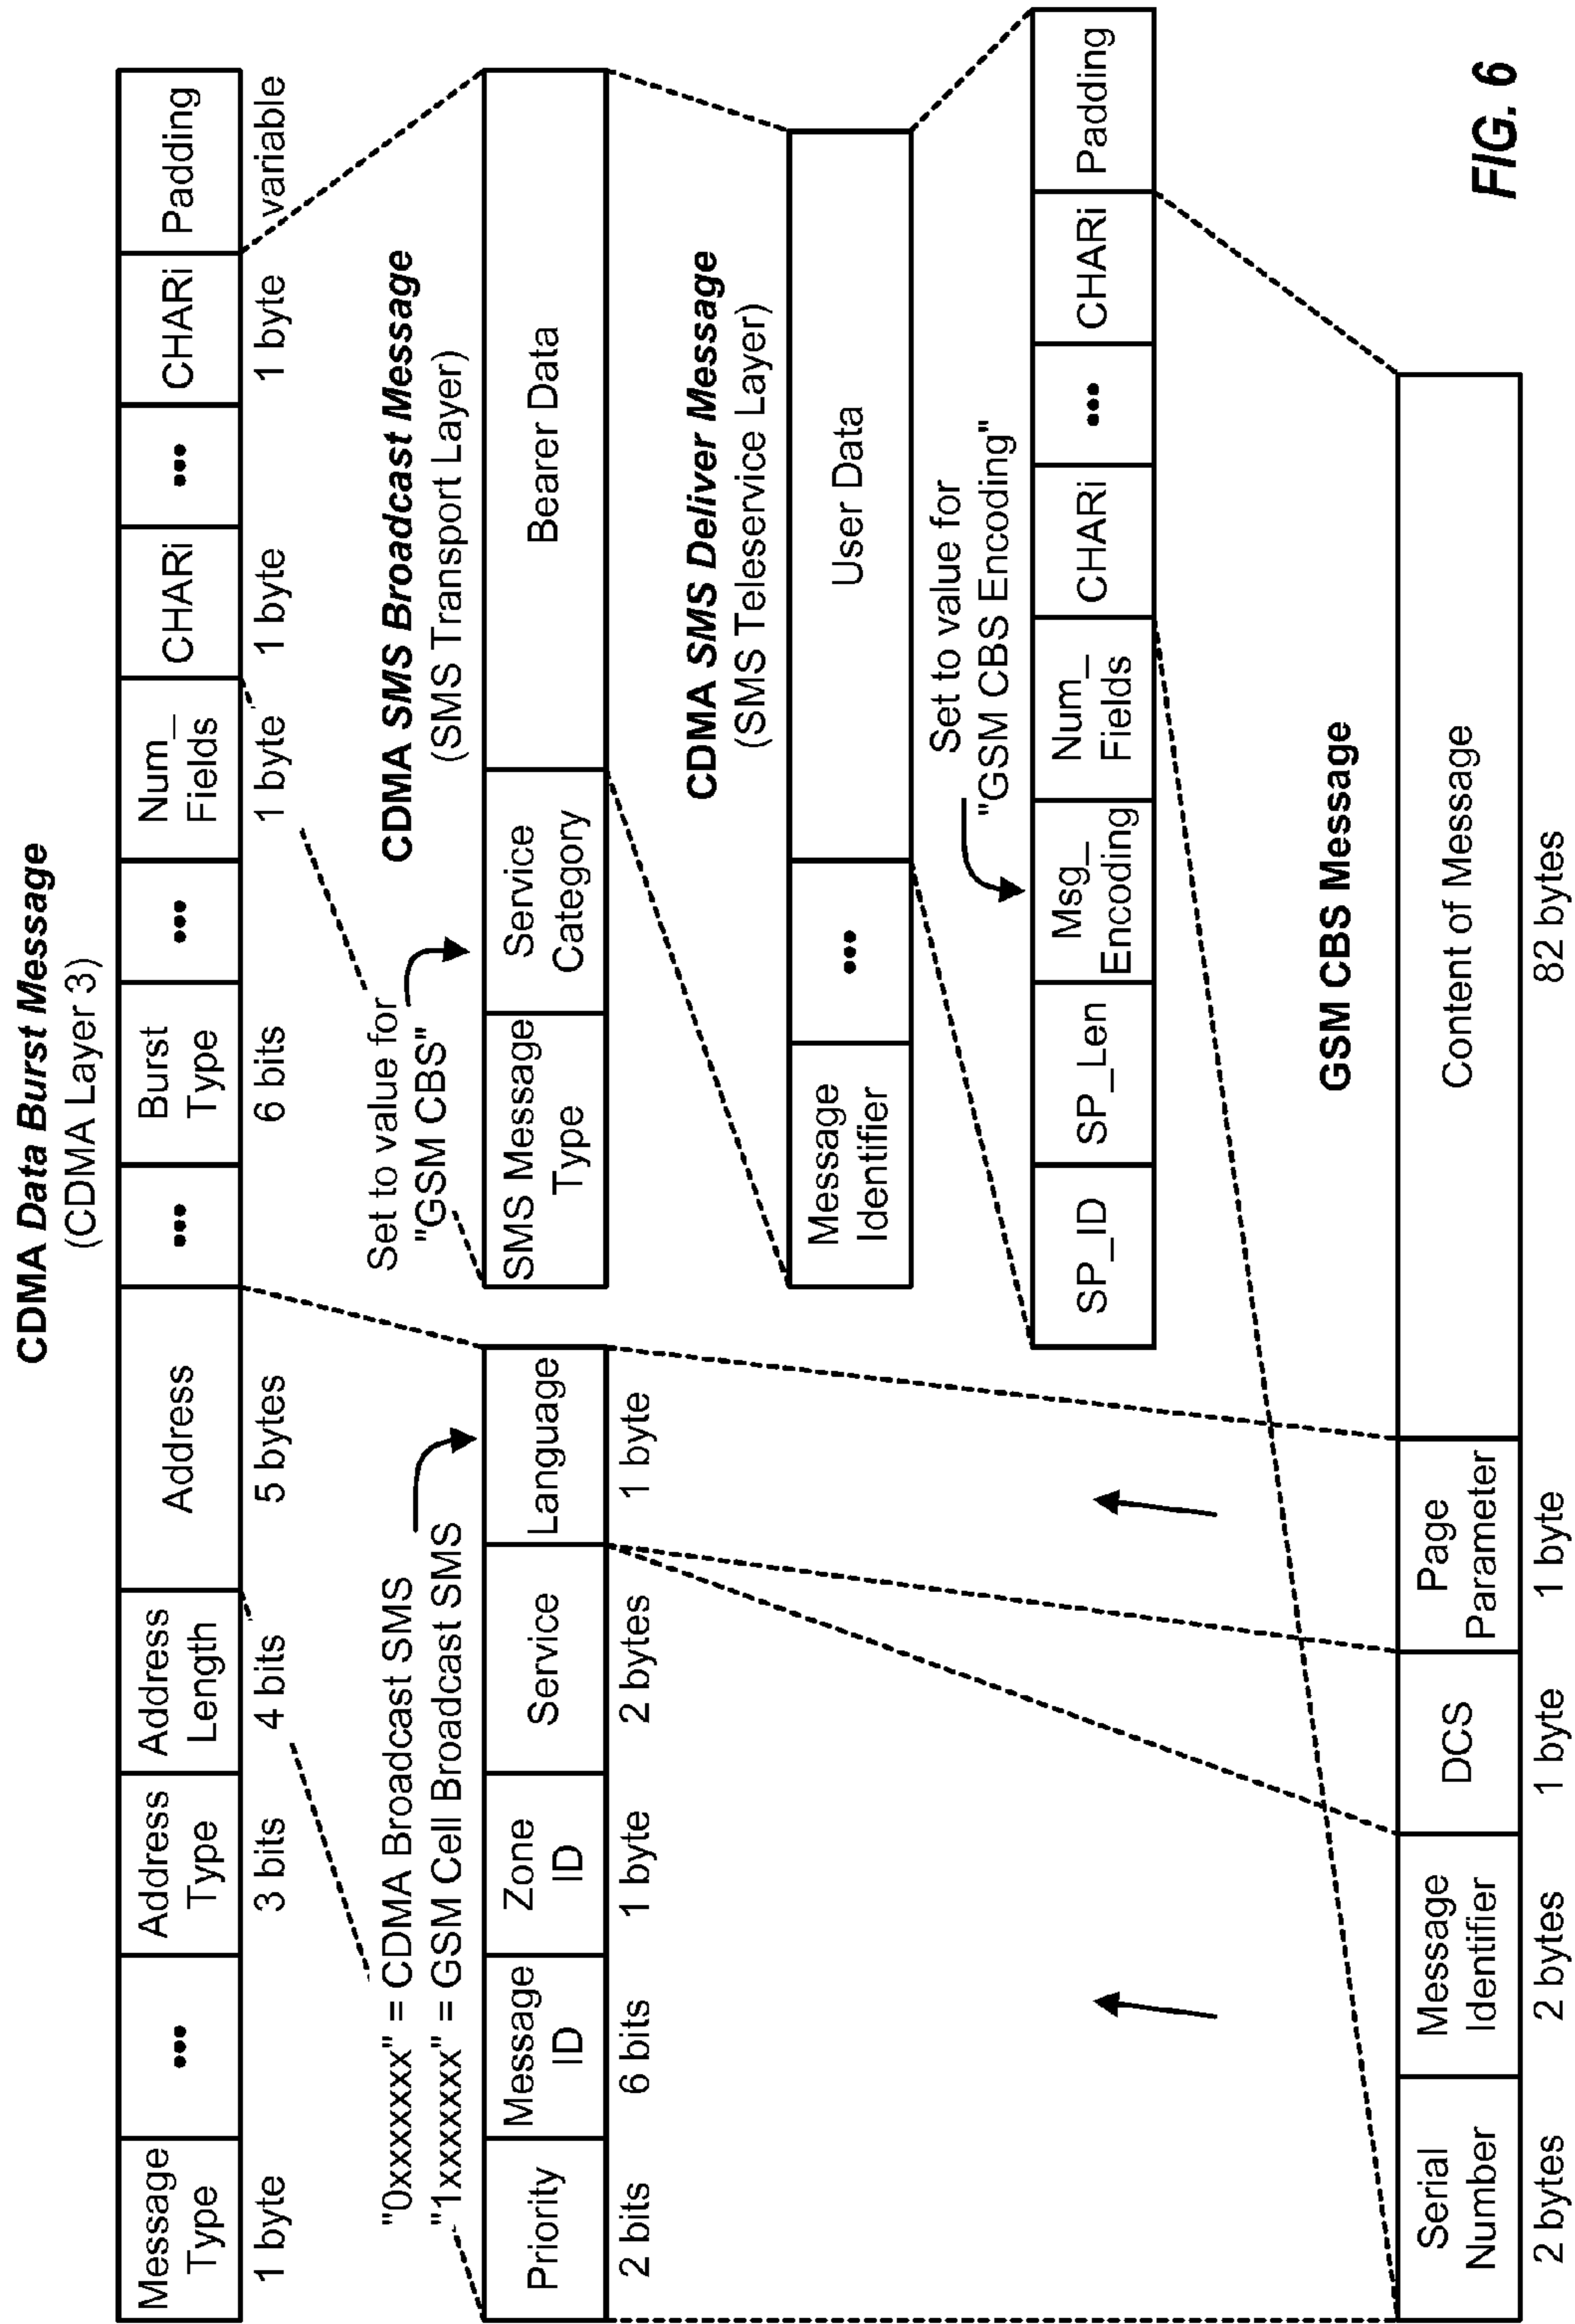 CDMA Data Burst Message
(CDMA Layer 3)
Message
Type
•••
Address
Type
Address
Length
Address
•••
Burst
Type
•••
Num_
Fields
CHARi
•••
CHARi
Padding
1 byte
3 bits
4 bits
5 bytes
6 bits
1 byte
1 byte
1 byte
variable
"0xxxxxx" = CDMA Broadcast SMS
"1xxxxxx" = GSM Cell Broadcast SMS
Priority
Message
ID
Zone
ID
Service
Language
2 bits
6 bits
1 byte
2 bytes
1 byte
Set to value for
"GSM CBS"
CDMA SMS Broadcast Message
(SMS Transport Layer)
SMS Message
Type
Service
Category
Bearer Data
CDMA SMS Deliver Message
(SMS Teleservice Layer)
Message
Identifier
•••
User Data
Set to value for
"GSM CBS Encoding"
SP_ID
SP_Len
Msg_
Encoding
Num_
Fields
CHARi
•••
CHARi
Padding
GSM CBS Message
Serial
Number
Message
Identifier
DCS
Page
Parameter
Content of Message
2 bytes
2 bytes
1 byte
1 byte
82 bytes
FIG. 6